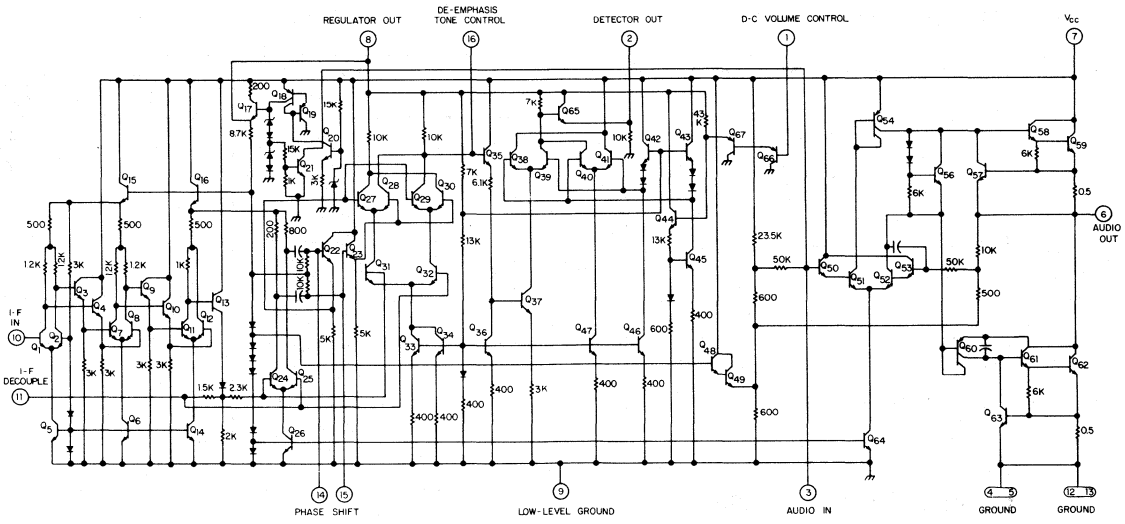 DE-EMPHASIS
REGULATOR OUT TONE CONTROL DETECTOR OUT D-C VOLUME CONTROL VCC
8 16 2 1 7
200 Q18 Q17 Q19 15K 7K Q65 43K Q54 Q58
8.7K Q20 10K 10K Q35 10K Q42 Q43 Q67 Q59
15K Q21 Q38 Q41 Q66 6K
Q15 Q16 1K 3K Q28 Q30 7K 6.1K Q39 Q40 Q56 Q57 0.5
Q27 Q29 6K
500 500 500 200 800 Q44 6 AUDIO OUT
1.2K 12K 3K 12K 1.2K 1K Q22 Q23 13K 13K 23.5K 10K
Q3 Q9 Q13 10K 10K Q31 Q32 Q45 50K Q50 Q51 Q52 Q53 50K
Q4 Q10 Q37 600 500
I-F IN Q8 Q12
10 Q1 Q2 Q7 Q11 5K 5K Q33 Q34 Q36 Q47 Q46 600 400 Q48 Q60 Q61 Q62
3K 3K 3K 3K Q24 Q25 Q49
I-F DECOUPLE
11 1.5K 2.3K 400 400 400 400 3K 400 400 600 6K
Q5 Q6 Q14 2K Q26 Q64 Q63 0.5
14 15 9 3 4 5 12 13
PHASE SHIFT LOW-LEVEL GROUND AUDIO IN GROUND GROUND